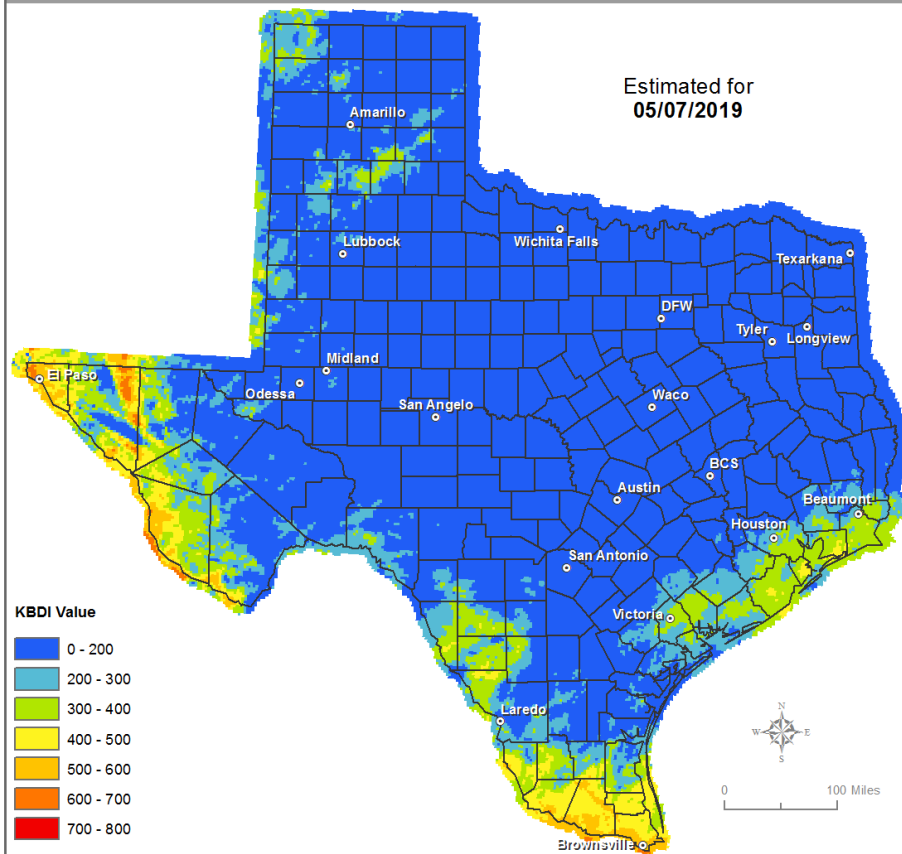 Estimated for
05/07/2019
Amarillo
Lubbock
Wichita Falls
Texarkana
DFW
Tyler
Longview
Midland
El Paso
Odessa
San Angelo
Waco
BCS
Austin
Beaumont
Houston
San Antonio
Victoria
Laredo
Brownsville
KBDI Value
0 - 200
200 - 300
300 - 400
400 - 500
500 - 600
600 - 700
700 - 800
N
W E
S
0 100 Miles